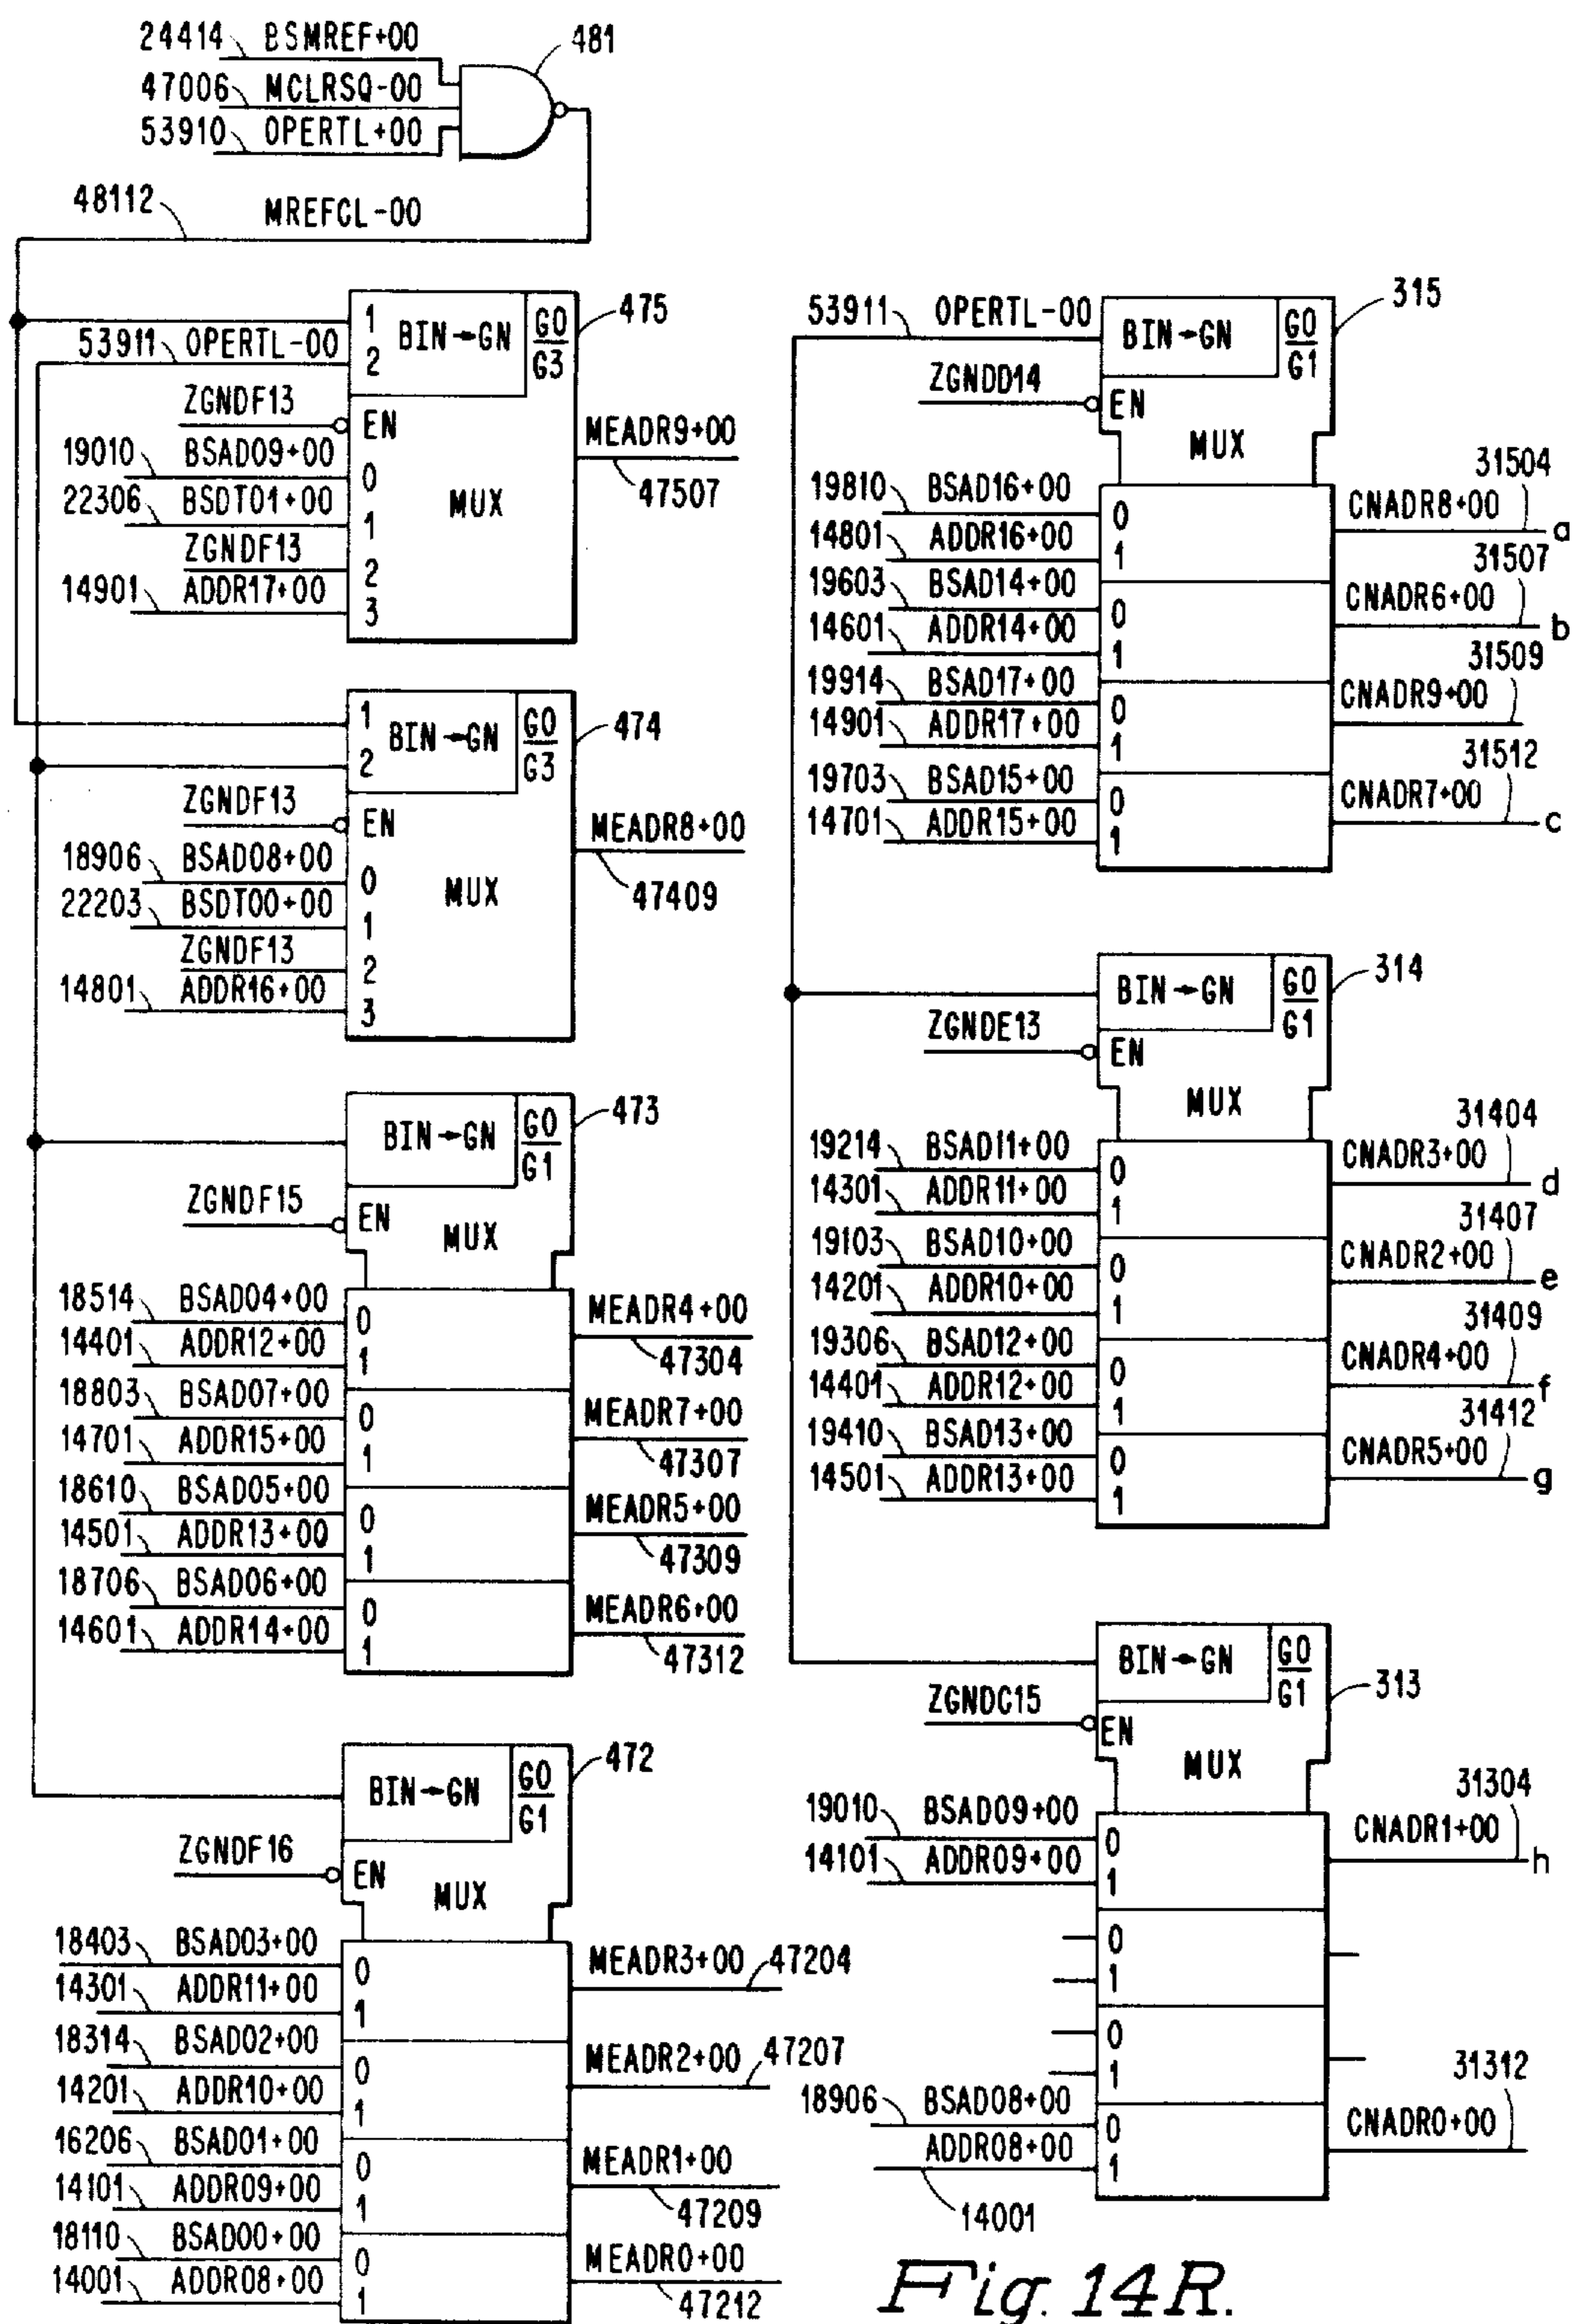 24414 BSMREF+00
481
47006 MCLRSQ-00
53910 OPERTL+00
48112 MREFCL-00
1 BIN→GN G0/G3 475
53911 OPERTL-00 2
ZGNDF13 EN
19010 BSAD09+00 0
MEADR9+00
47507
22306 BSDT01+00 1
MUX
ZGNDF13 2
14901 ADDR17+00 3
1 BIN→GN G0/G3 474
2
ZGNDF13 EN
MEADR8+00
47409
18906 BSAD08+00 0
MUX
22203 BSDT00+00 1
ZGNDF13 2
14801 ADDR16+00 3
BIN→GN G0/G1 473
ZGNDF15 EN
MUX
18514 BSAD04+00 0
MEADR4+00
47304
14401 ADDR12+00 1
18803 BSAD07+00 0
MEADR7+00
47307
14701 ADDR15+00 1
18610 BSAD05+00 0
MEADR5+00
47309
14501 ADDR13+00 1
18706 BSAD06+00 0
MEADR6+00
47312
14601 ADDR14+00 1
BIN→GN G0/G1 472
ZGNDF16 EN
MUX
18403 BSAD03+00 0
MEADR3+00 47204
14301 ADDR11+00 1
18314 BSAD02+00 0
MEADR2+00 47207
14201 ADDR10+00 1
16206 BSAD01+00 0
MEADR1+00
47209
14101 ADDR09+00 1
18110 BSAD00+00 0
MEADR0+00
47212
14001 ADDR08+00 1
53911 OPERTL-00 BIN→GN G0/G1 315
ZGNDD14 EN
MUX
19810 BSAD16+00 0
31504
CNADR8+00 a
14801 ADDR16+00 1
19603 BSAD14+00 0
31507
CNADR6+00 b
14601 ADDR14+00 1
19914 BSAD17+00 0
31509
CNADR9+00
14901 ADDR17+00 1
19703 BSAD15+00 0
31512
CNADR7+00 c
14701 ADDR15+00 1
BIN→GN G0/G1 314
ZGNDE13 EN
MUX
19214 BSAD11+00 0
31404
CNADR3+00 d
14301 ADDR11+00 1
19103 BSAD10+00 0
31407
CNADR2+00 e
14201 ADDR10+00 1
19306 BSAD12+00 0
31409
CNADR4+00 f
14401 ADDR12+00 1
19410 BSAD13+00 0
31412
CNADR5+00 g
14501 ADDR13+00 1
BIN→GN G0/G1 313
ZGNDC15 EN
MUX
19010 BSAD09+00 0
31304
CNADR1+00 h
14101 ADDR09+00 1
0
1
0
1
18906 BSAD08+00 0
31312
CNADR0+00
ADDR08+00 1
14001
Fig. 14R.